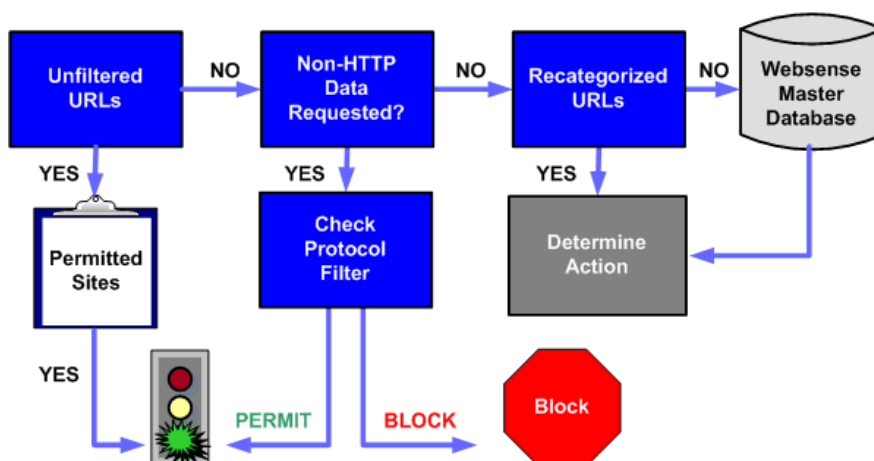 Unfiltered
URLs
NO
Non-HTTP
Data
Requested?
NO
Recategorized
URLs
NO
Websense
Master
Database
YES
YES
YES
Permitted
Sites
Check
Protocol
Filter
Determine
Action
YES
PERMIT
BLOCK
Block